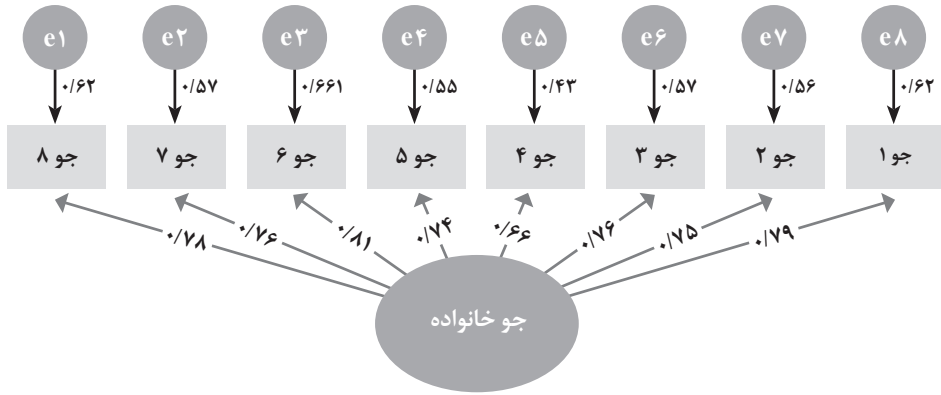 e۱ e۲ e۳ e۴ e۵ e۶ e۷ e۸
۰/۶۲ ۰/۵۷ ۰/۶۶۱ ۰/۵۵ ۰/۴۳ ۰/۵۷ ۰/۵۶ ۰/۶۲
جو ۸ جو ۷ جو ۶ جو ۵ جو ۴ جو ۳ جو ۲ جو ۱
۰/۷۸ ۰/۷۶ ۰/۸۱ ۰/۷۴ ۰/۶۶ ۰/۷۶ ۰/۷۵ ۰/۷۹
جو خانواده